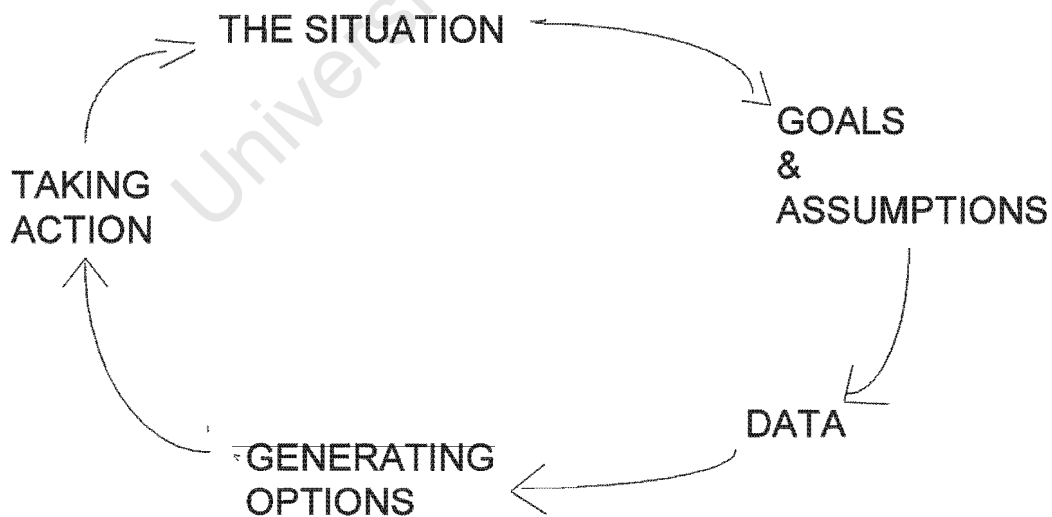 THE SITUATION
GOALS
&
ASSUMPTIONS
DATA
GENERATING
OPTIONS
TAKING
ACTION